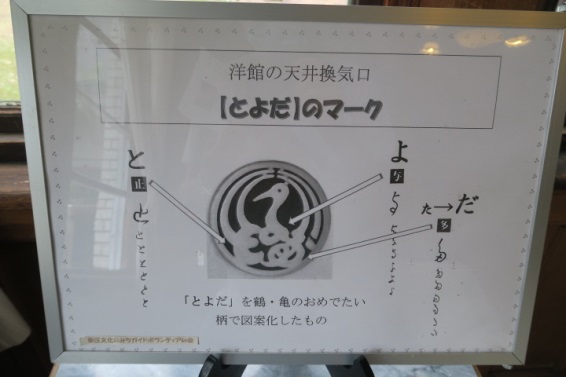 洋館の天井換気口
【とよだ】のマーク
と
止
よ
与
た→だ
多
「とよだ」を鶴・亀のおめでたい
柄で図案化したもの